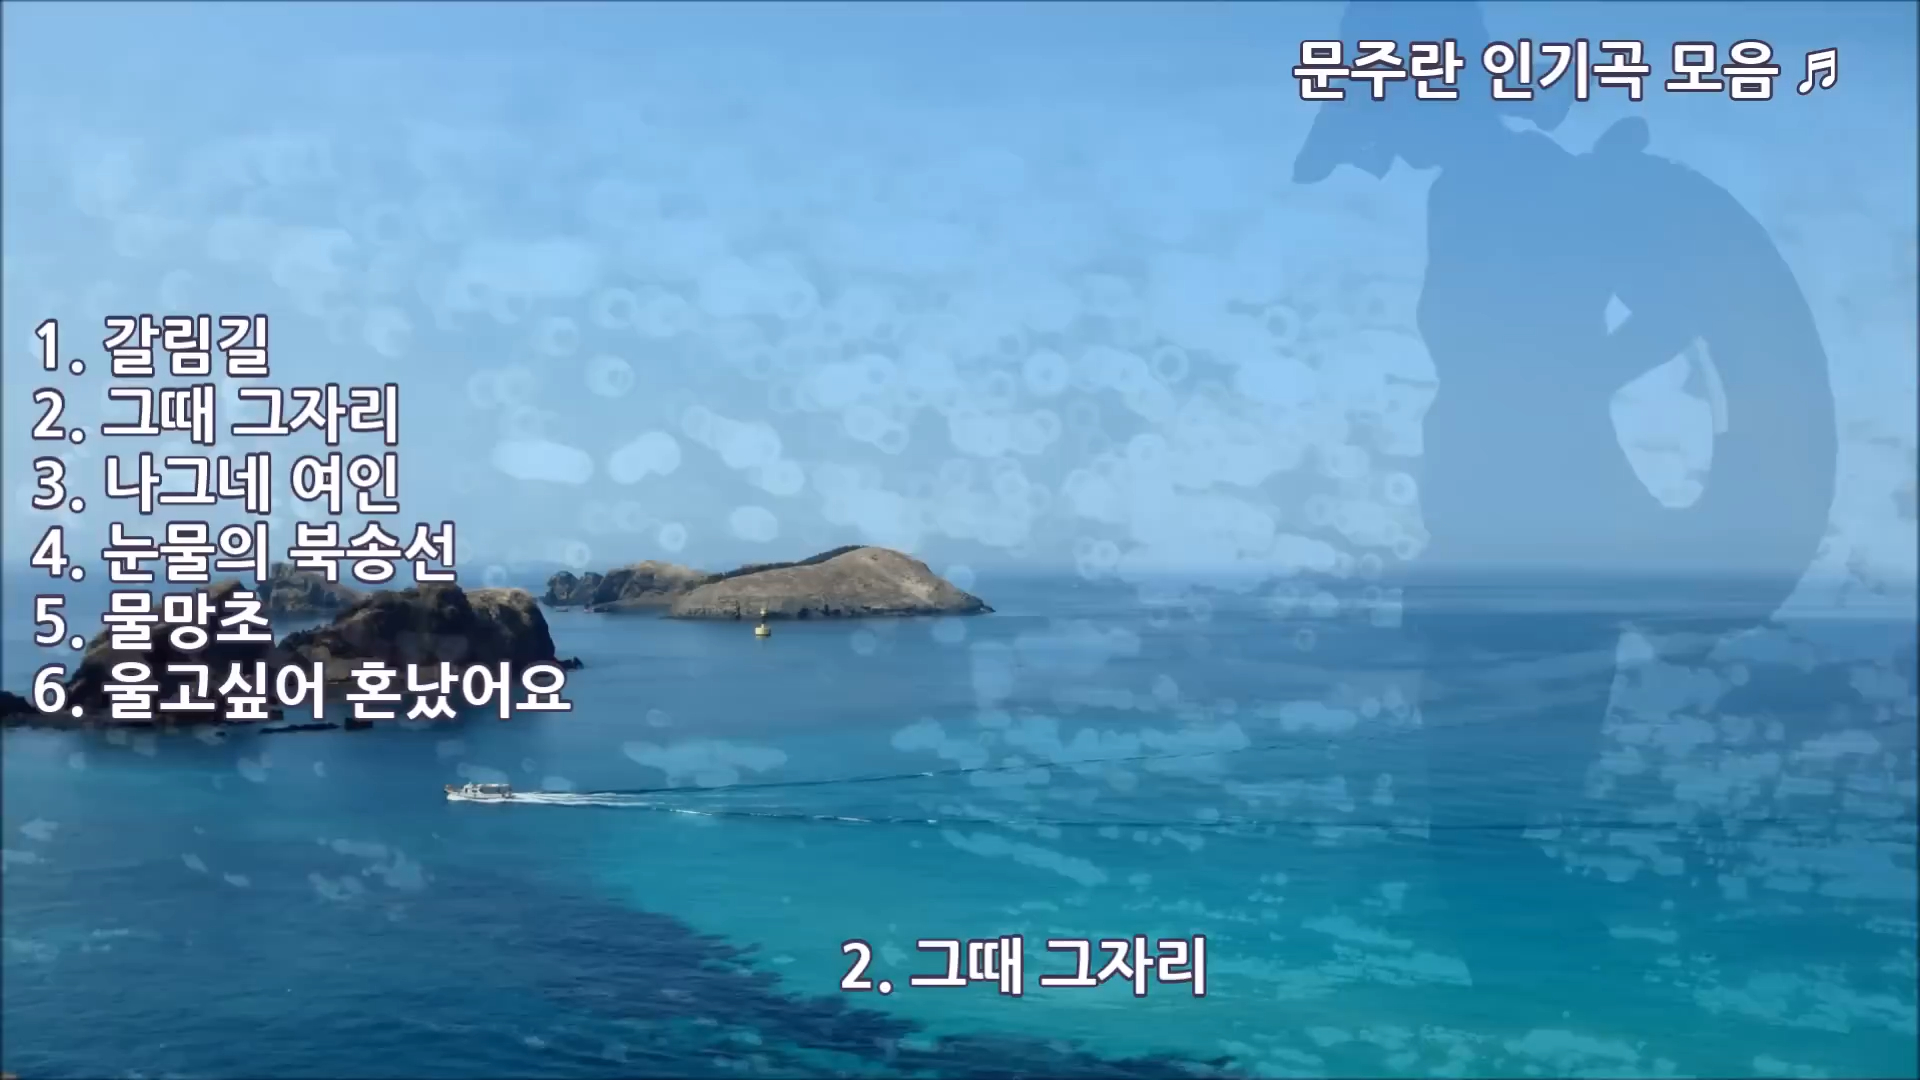 문주란 인기곡 모음 ♬
1. 갈림길
2. 그때 그자리
3. 나그네 여인
4. 눈물의 북송선
5. 물망초
6. 울고싶어 혼났어요
2. 그때 그자리